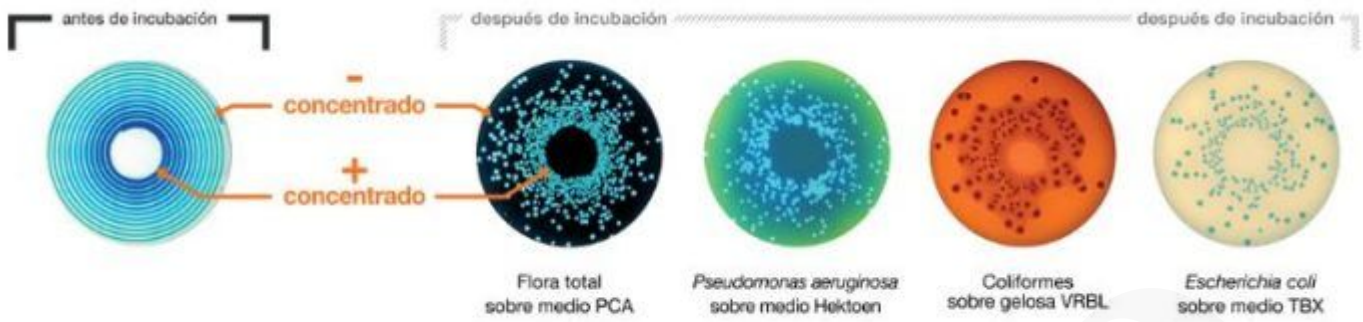 antes de incubación
después de incubación
después de incubación
-
concentrado
+
concentrado
Flora total
sobre medio PCA
Pseudomonas aeruginosa
sobre medio Hektoen
Coliformes
sobre gelosa VRBL
Escherichia coli
sobre medio TBX